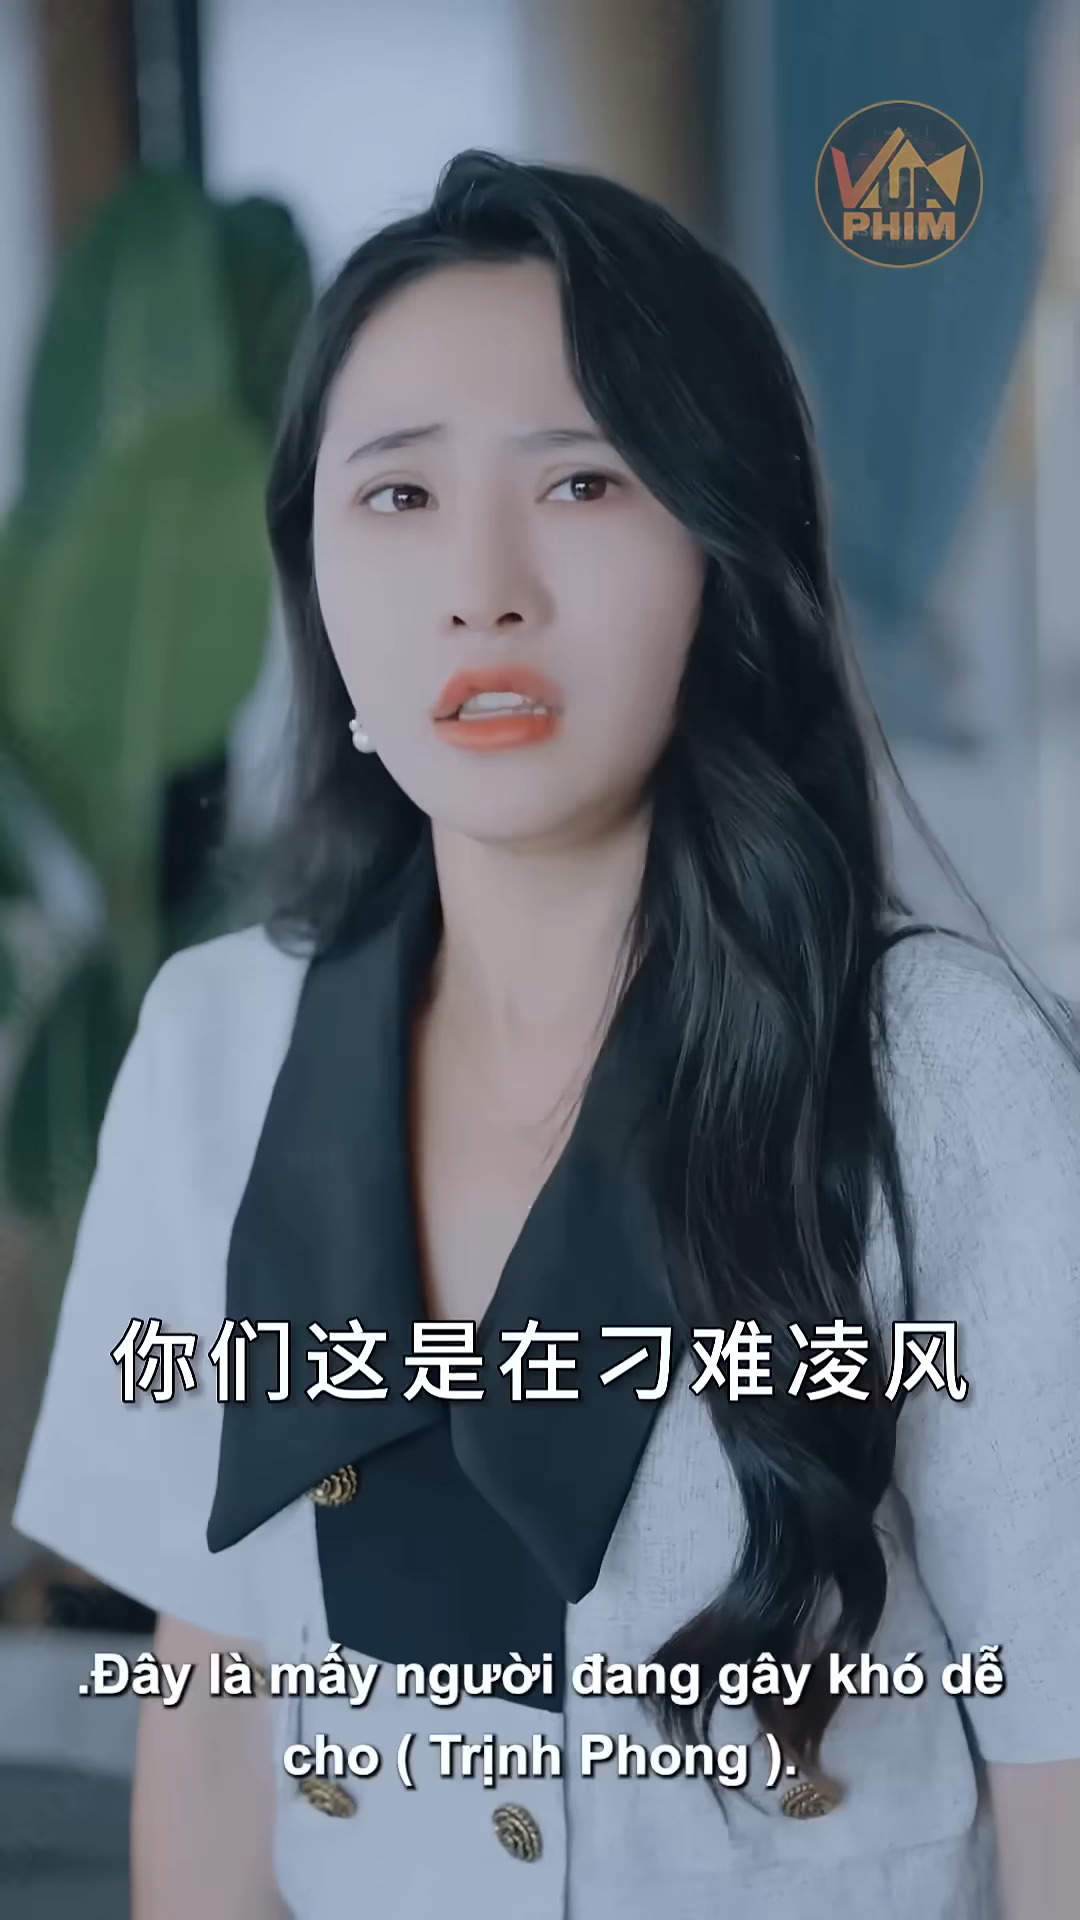 VUA
PHIM
你们这是在刁难凌风
.Đây là mấy người đang gây khó dễ
cho ( Trịnh Phong ).